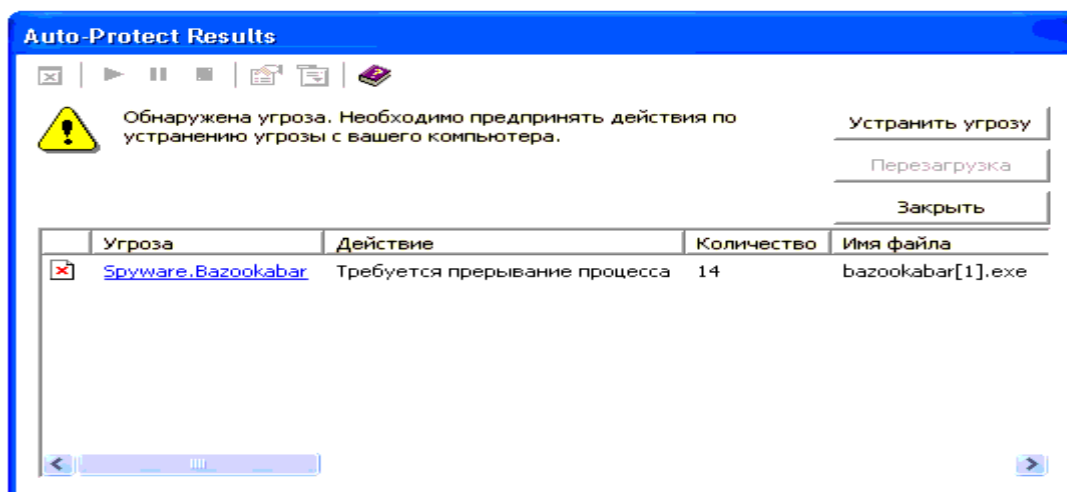 Auto-Protect Results
Обнаружена угроза. Необходимо предпринять действия по
устранению угрозы с вашего компьютера.
Устранить угрозу
Перезагрузка
Закрыть
Угроза Действие Количество Имя файла
Spyware.Bazookabar Требуется прерывание процесса 14 bazookabar[1].exe